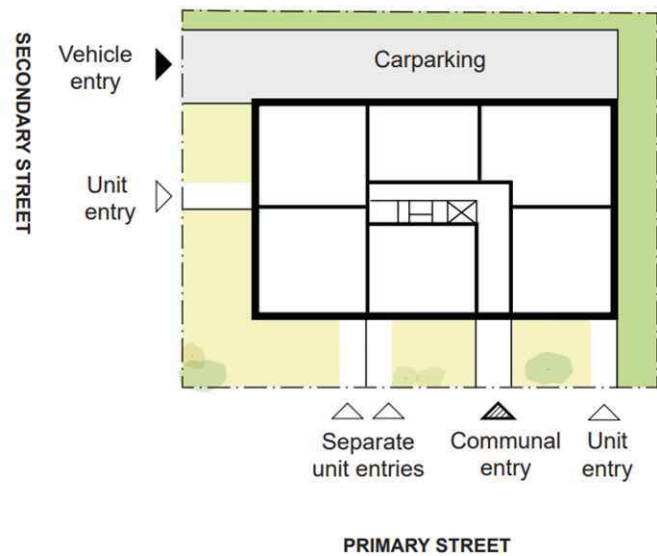 SECONDARY STREET
Vehicle
entry
Carparking
Unit
entry
Separate
unit entries
Communal
entry
Unit
entry
PRIMARY STREET